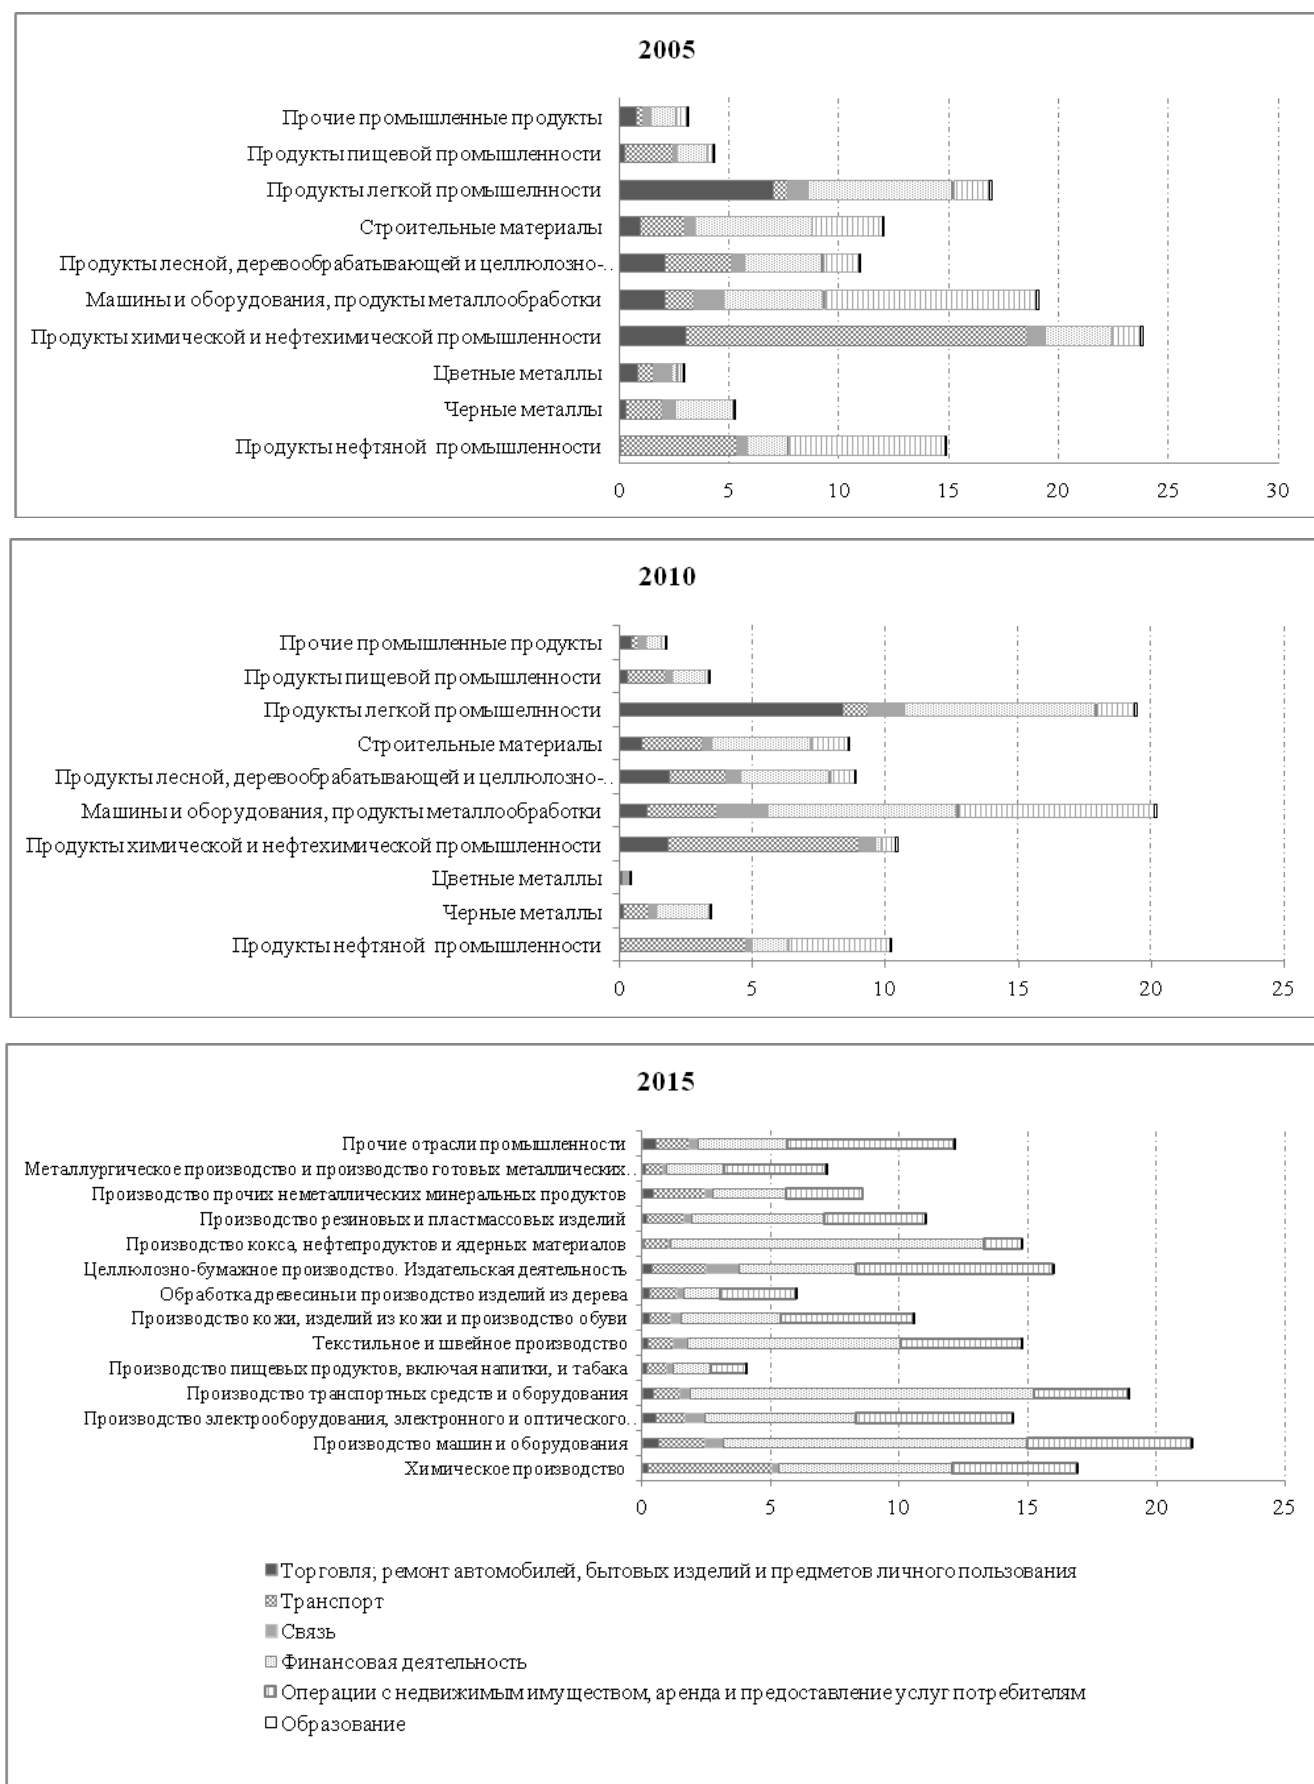 2005
Прочие промышленные продукты
Продукты пищевой промышленности
Продукты легкой промышелнности
Строительные материалы
Продукты лесной, деревообрабатывающей и целлюлозно-..
Машины и оборудования, продукты металлообработки
Продукты химической и нефтехимической промышленности
Цветные металлы
Черные металлы
Продукты нефтяной промышленности
0 5 10 15 20 25 30
2010
Прочие промышленные продукты
Продукты пищевой промышленности
Продукты легкой промышелнности
Строительные материалы
Продукты лесной, деревообрабатывающей и целлюлозно-..
Машины и оборудования, продукты металлообработки
Продукты химической и нефтехимической промышленности
Цветные металлы
Черные металлы
Продукты нефтяной промышленности
0 5 10 15 20 25
2015
Прочие отрасли промышленности
Металлургическое производство и производство готовых металлических..
Производство прочих неметаллических минеральных продуктов
Производство резиновых и пластмассовых изделий
Производство кокса, нефтепродуктов и ядерных материалов
Целлюлозно-бумажное производство. Издательская деятельность
Обработка древесины и производство изделий из дерева
Производство кожи, изделий из кожи и производство обуви
Текстильное и швейное производство
Производство пищевых продуктов, включая напитки, и табака
Производство транспортных средств и оборудования
Производство электрооборудования, электронного и оптического..
Производство машин и оборудования
Химическое производство
0 5 10 15 20 25
Торговля; ремонт автомобилей, бытовых изделий и предметов личного пользования
Транспорт
Связь
Финансовая деятельность
Операции с недвижимым имуществом, аренда и предоставление услуг потребителям
Образование